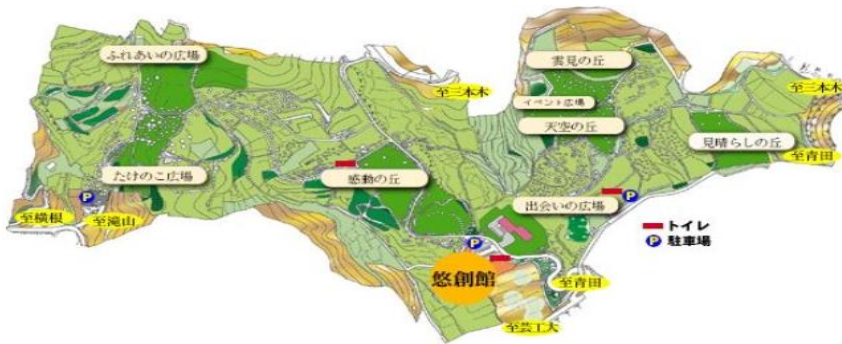 ふれあいの広場
雲見の丘
至三本木
至三本木
イベント広場
天空の丘
見晴らしの丘
至青田
たけのこ広場
感動の丘
P
出会いの広場
P
至横根
至滝山
トイレ
P
P 駐車場
悠創館
至青田
至芸工大